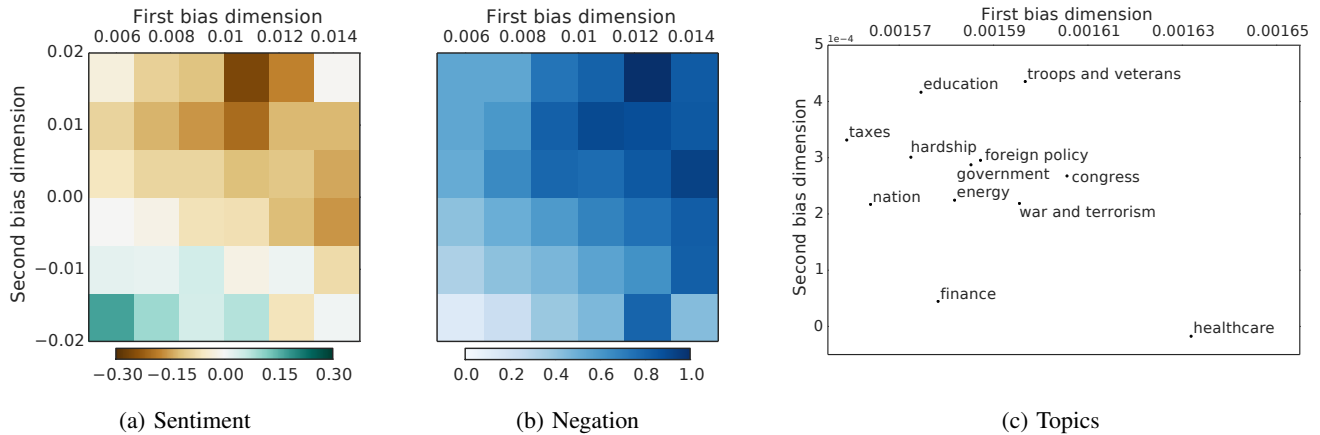 First bias dimension
0.006 0.008 0.01 0.012 0.014
Second bias dimension
0.02
0.01
0.00
−0.01
−0.02
−0.30 −0.15 0.00 0.15 0.30
(a) Sentiment
First bias dimension
0.006 0.008 0.01 0.012 0.014
0.0 0.2 0.4 0.6 0.8 1.0
(b) Negation
First bias dimension
0.00157 0.00159 0.00161 0.00163 0.00165
1e−4
Second bias dimension
5
4
3
2
1
0
troops and veterans
education
taxes
hardship
foreign policy
government
congress
energy
nation
war and terrorism
finance
healthcare
(c) Topics